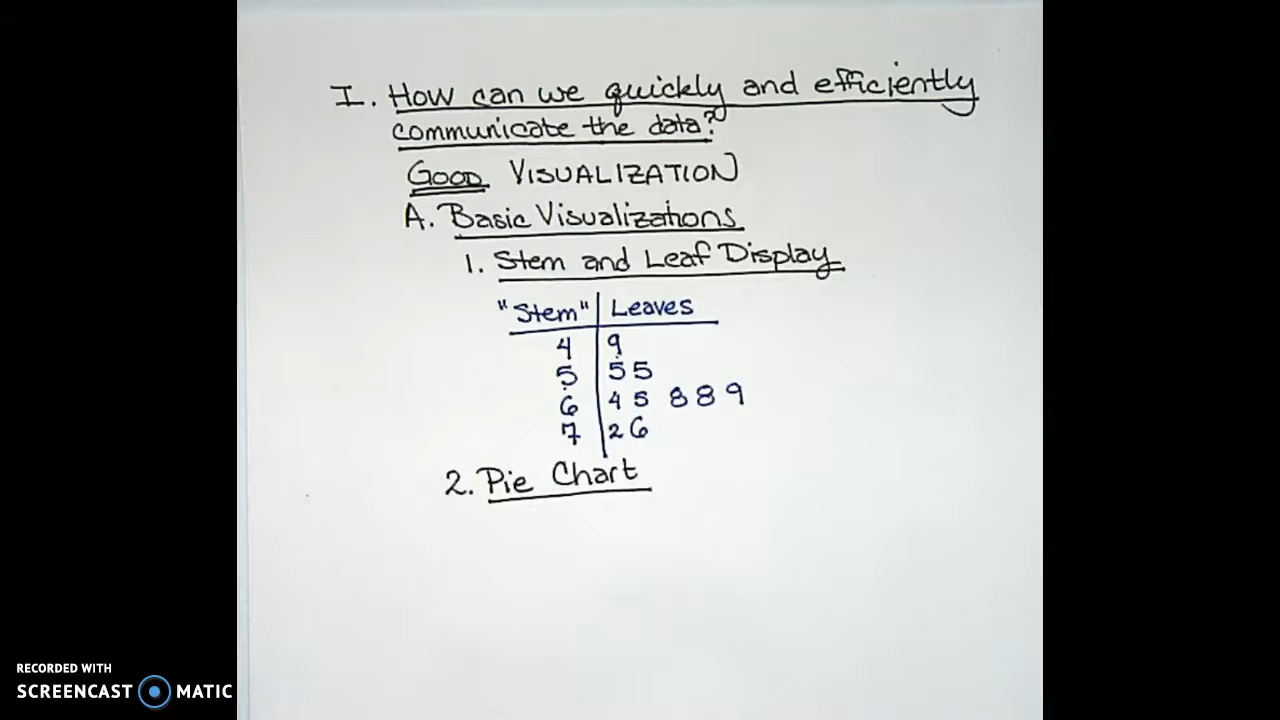 I. How can we quickly and efficiently
communicate the data?
GOOD VISUALIZATION
A. Basic Visualizations
1. Stem and Leaf Display
"Stem" Leaves
4 9
5 5 5
6 4 5 8 8 9
7 2 6
2. Pie Chart
RECORDED WITH
SCREENCAST MATIC